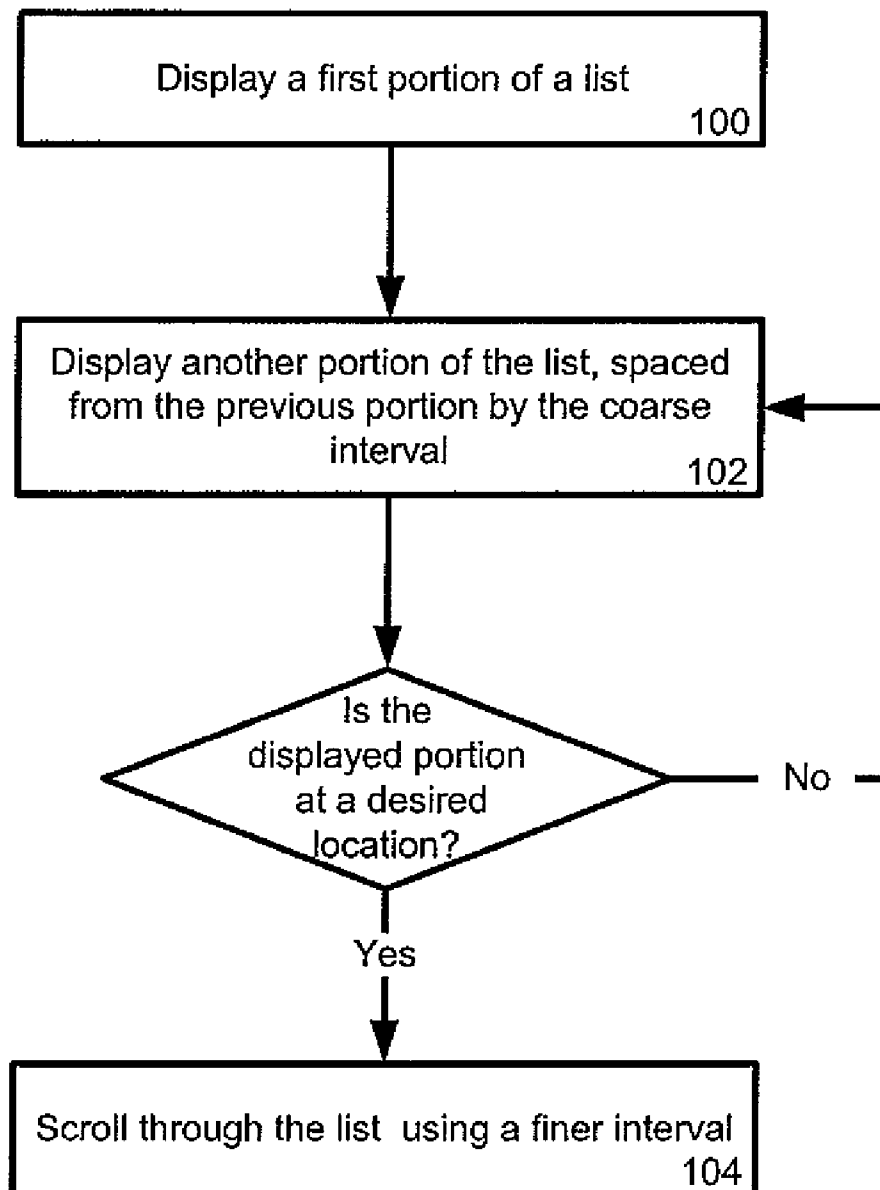 Display a first portion of a list
100
Display another portion of the list, spaced
from the previous portion by the coarse
interval
102
Is the
displayed portion
at a desired
location?
No
Yes
Scroll through the list using a finer interval
104